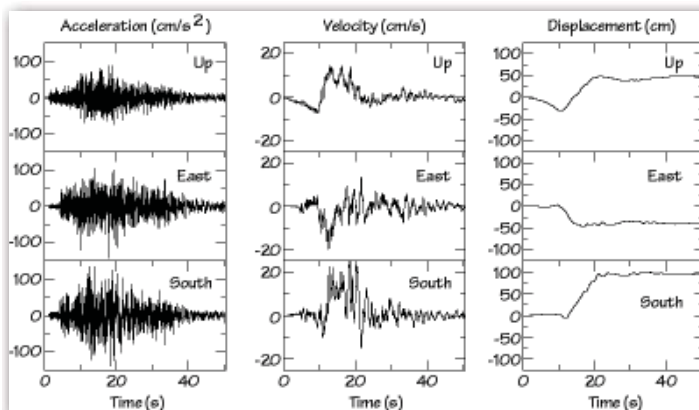 Acceleration (cm/s²) Velocity (cm/s) Displacement (cm)
100 0 -100 Up
20 0 -20 Up
100 50 0 -50 -100 Up
100 0 -100 East
20 0 -20 East
100 50 0 -50 -100 East
100 0 -100 South
20 0 -20 South
100 50 0 -50 -100 South
0 20 40 0 20 40 0 20 40
Time (s) Time (s) Time (s)